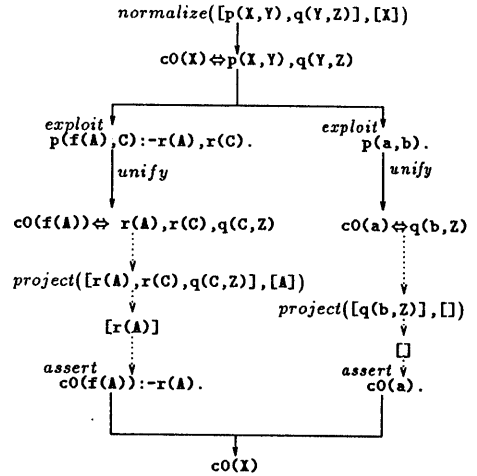 normalize([p(X,Y),q(Y,Z)],[X])
c0(X)⇔p(X,Y),q(Y,Z)
exploit exploit
p(f(A),C):-r(A),r(C). p(a,b).
unify unify
c0(f(A))⇔ r(A),r(C),q(C,Z) c0(a)⇔q(b,Z)
project([r(A),r(C),q(C,Z)],[A])
project([q(b,Z)],[])
[r(A)]
[]
assert assert
c0(f(A)):-r(A). c0(a).
c0(X)